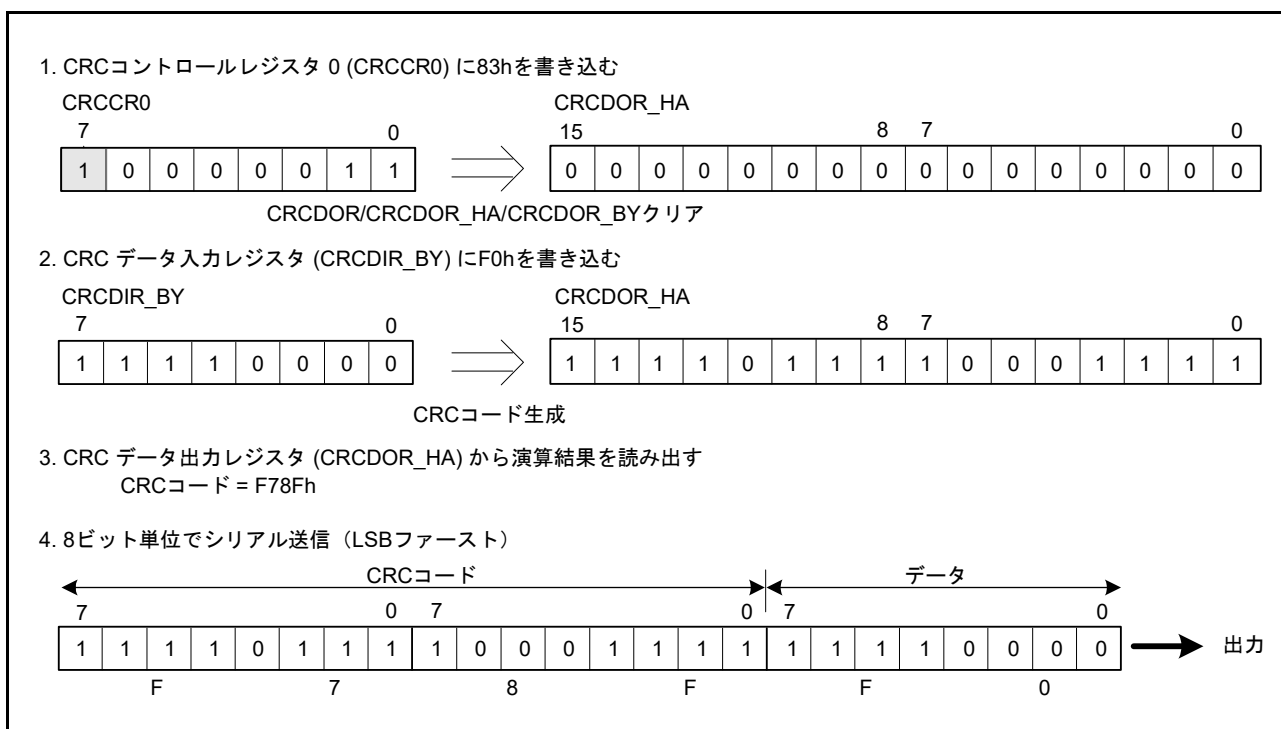 1. CRCコントロールレジスタ 0 (CRCCR0) に83hを書き込む
CRCCR0 CRCDOR_HA
7 0 15 8 7 0
1 0 0 0 0 0 1 1 0 0 0 0 0 0 0 0 0 0 0 0 0 0 0 0
CRCDOR/CRCDOR_HA/CRCDOR_BYクリア
2. CRC データ入力レジスタ (CRCDIR_BY) にF0hを書き込む
CRCDIR_BY CRCDOR_HA
7 0 15 8 7 0
1 1 1 1 0 0 0 0 1 1 1 1 0 1 1 1 1 0 0 0 1 1 1 1
CRCコード生成
3. CRC データ出力レジスタ (CRCDOR_HA) から演算結果を読み出す
CRCコード = F78Fh
4. 8ビット単位でシリアル送信（LSBファースト）
CRCコード データ
7 0 7 0 7 0
1 1 1 1 0 1 1 1 1 0 0 0 1 1 1 1 1 1 1 1 0 0 0 0 出力
F 7 8 F F 0